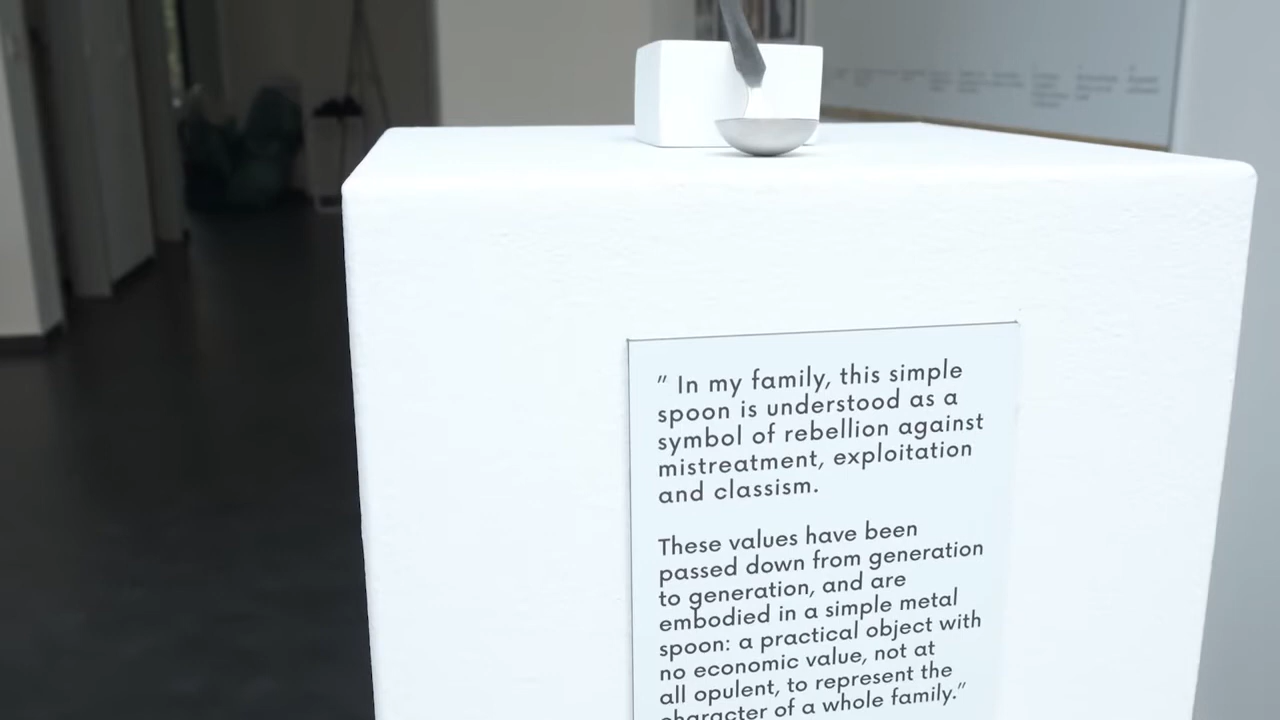 " In my family, this simple
spoon is understood as a
symbol of rebellion against
mistreatment, exploitation
and classism.
These values have been
passed down from generation
to generation, and are
embodied in a simple metal
spoon: a practical object with
no economic value, not at
all opulent, to represent the
character of a whole family.”